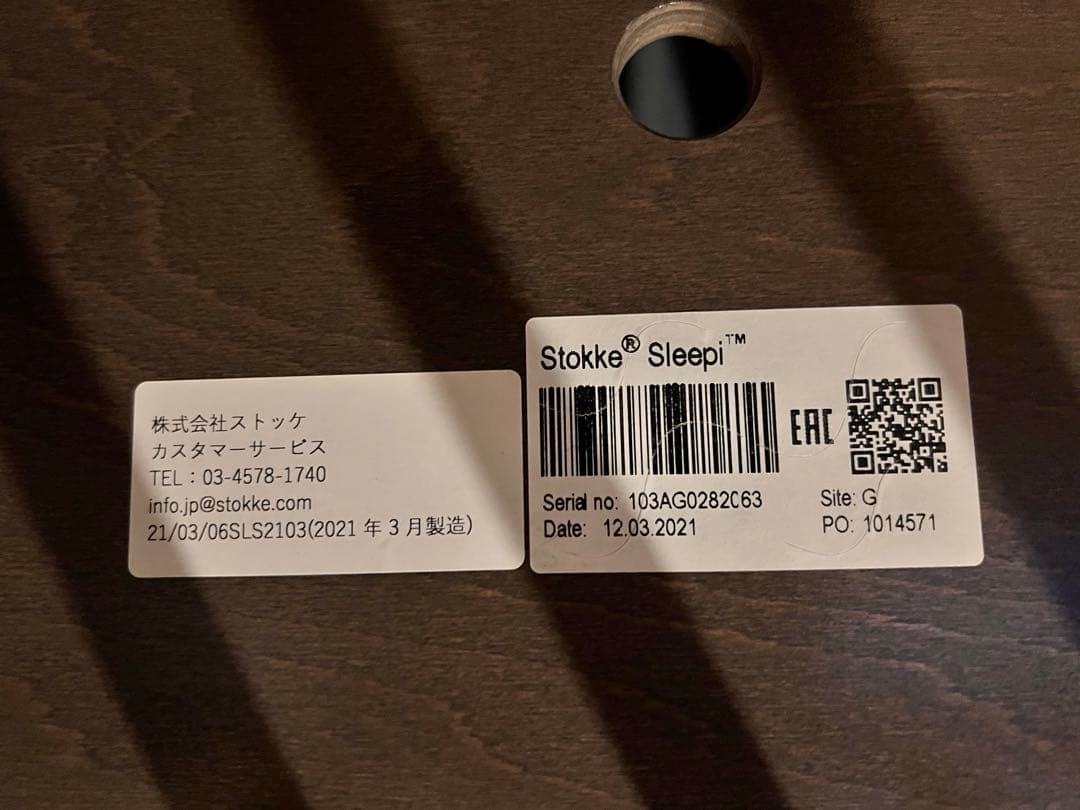 株式会社ストッケ
カスタマーサービス
TEL：03-4578-1740
info.jp@stokke.com
21/03/06SLS2103(2021 年 3 月製造)
Stokke® Sleepi™
EAC
Serial no: 103AG0282063
Date: 12.03.2021
Site: G
PO: 1014571